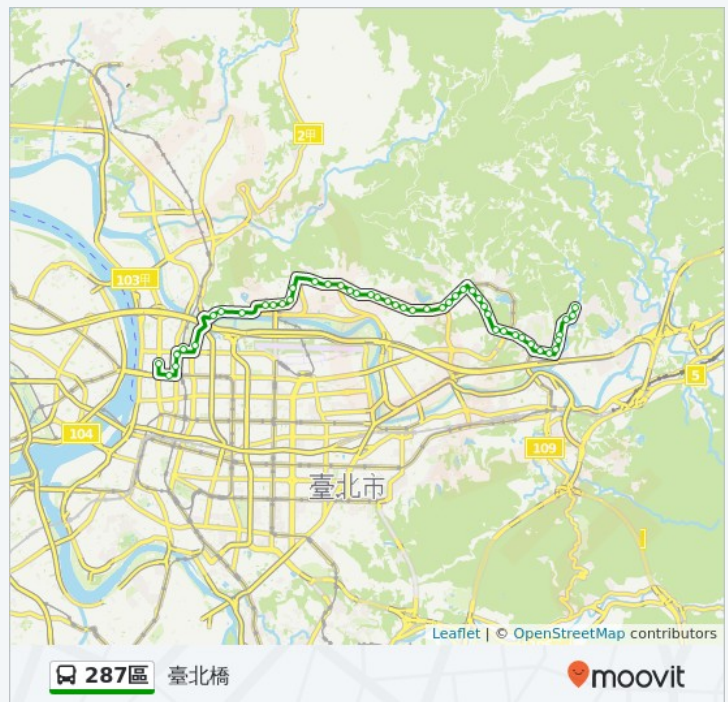 2甲
103甲
5
104
109
臺北市
Leaflet | © OpenStreetMap contributors
287區 臺北橋
moovit